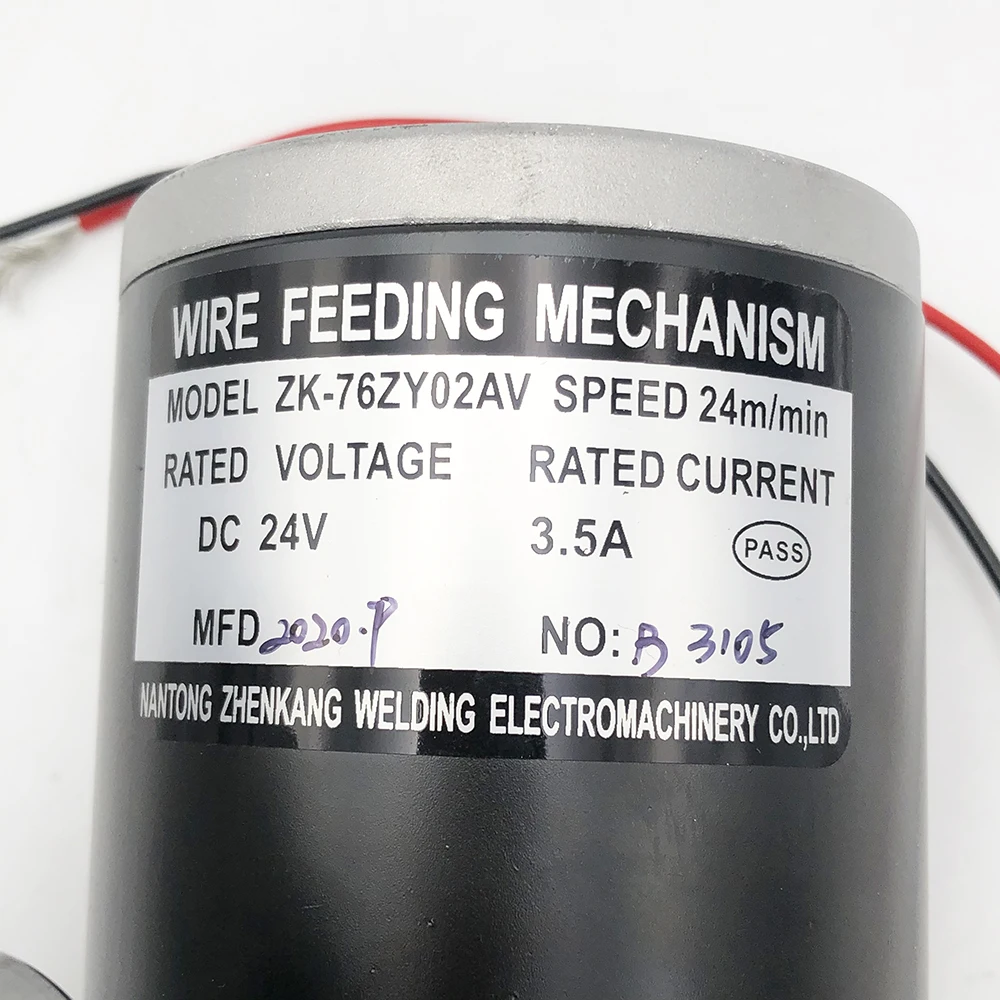 WIRE FEEDING MECHANISM
MODEL ZK-76ZY02AV SPEED 24m/min
RATED VOLTAGE RATED CURRENT
DC 24V 3.5A PASS
MFD 2020.9 NO: B 3105
NANTONG ZHENKANG WELDING ELECTROMACHINERY CO.,LTD